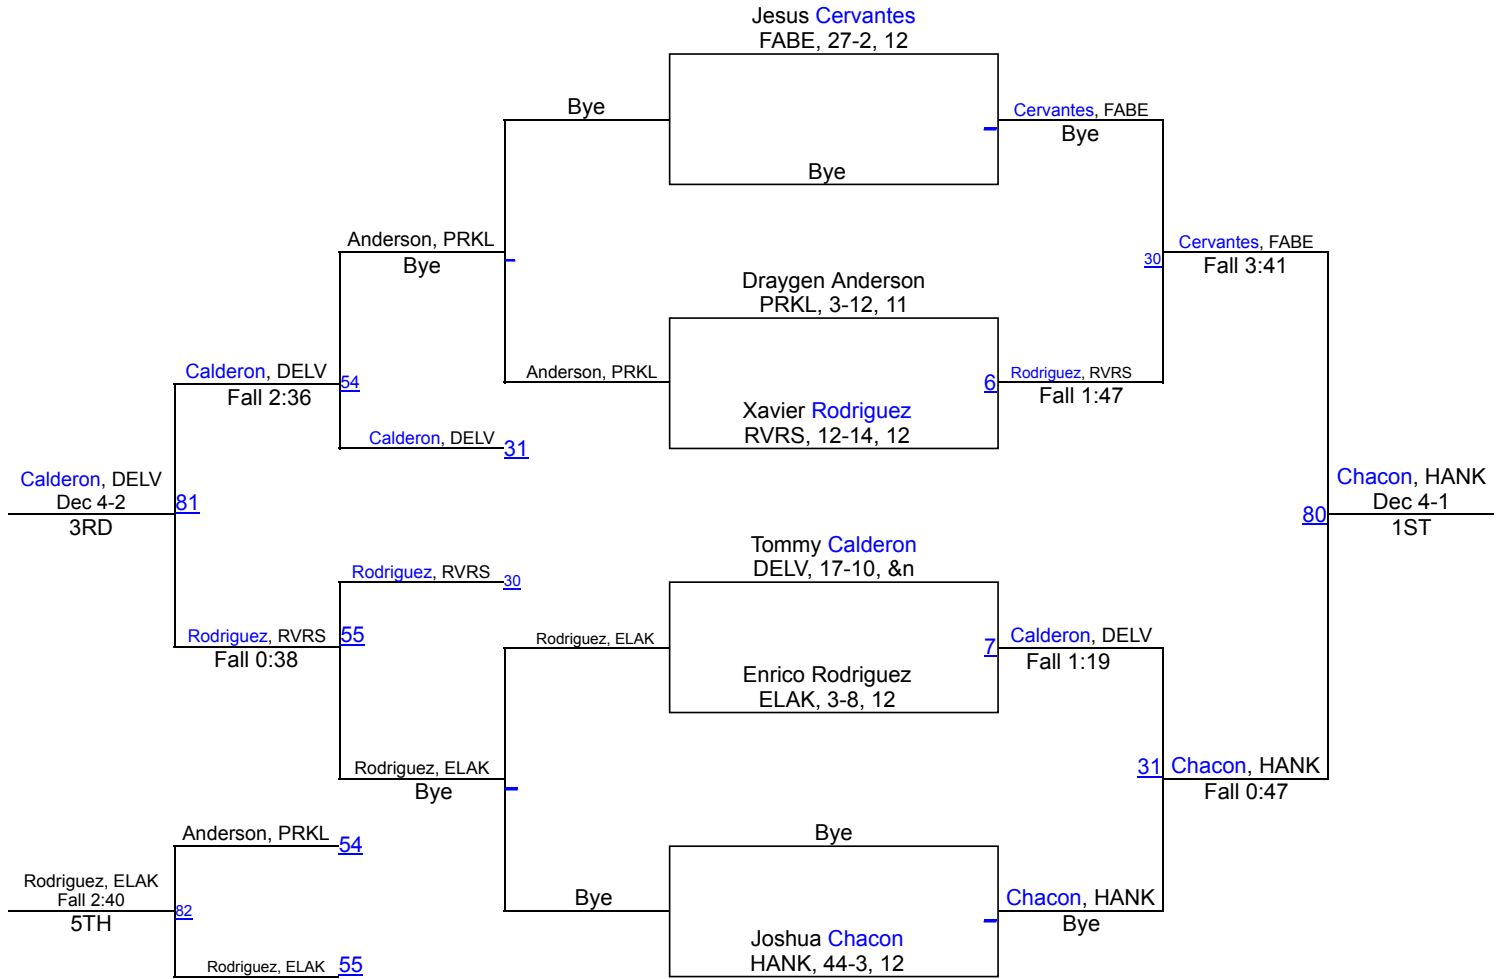 Jesus Cervantes
FABE, 27-2, 12
Bye
Cervantes, FABE
Bye
Bye
Anderson, PRKL
Bye
Cervantes, FABE
30
Fall 3:41
Draygen Anderson
PRKL, 3-12, 11
Calderon, DELV
54
Fall 2:36
Anderson, PRKL
6
Rodriguez, RVRS
Fall 1:47
Xavier Rodriguez
RVRS, 12-14, 12
Calderon, DELV
31
Calderon, DELV
Dec 4-2
81
3RD
Chacon, HANK
Dec 4-1
80
1ST
Tommy Calderon
DELV, 17-10, &n
Rodriguez, RVRS
30
Rodriguez, RVRS
55
Fall 0:38
Rodriguez, ELAK
7
Calderon, DELV
Fall 1:19
Enrico Rodriguez
ELAK, 3-8, 12
Rodriguez, ELAK
Bye
31
Chacon, HANK
Fall 0:47
Anderson, PRKL
54
Bye
Rodriguez, ELAK
Fall 2:40
82
5TH
Bye
Chacon, HANK
Bye
Joshua Chacon
HANK, 44-3, 12
Rodriguez, ELAK
55